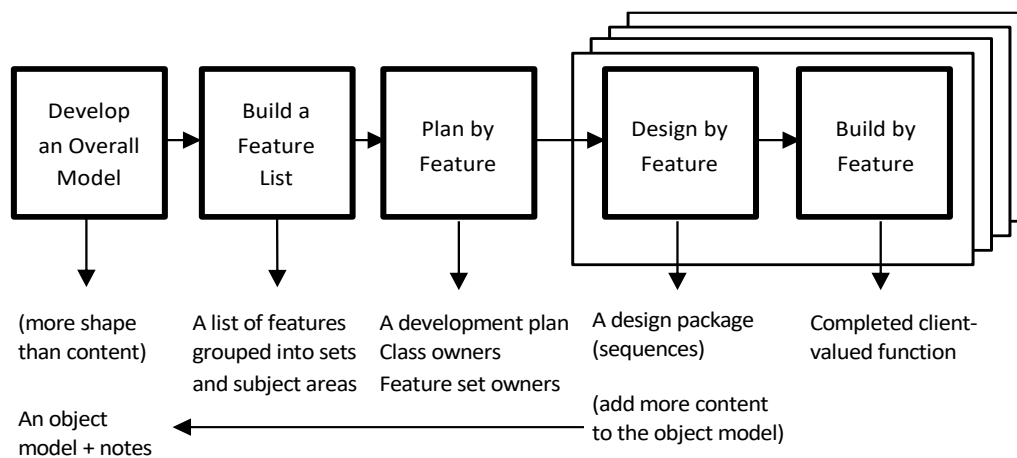 Develop
an Overall
Model
Build a
Feature
List
Plan by
Feature
Design by
Feature
Build by
Feature
(more shape
than content)
An object
model + notes
A list of features
grouped into sets
and subject areas
A development plan
Class owners
Feature set owners
A design package
(sequences)
(add more content
to the object model)
Completed client-
valued function